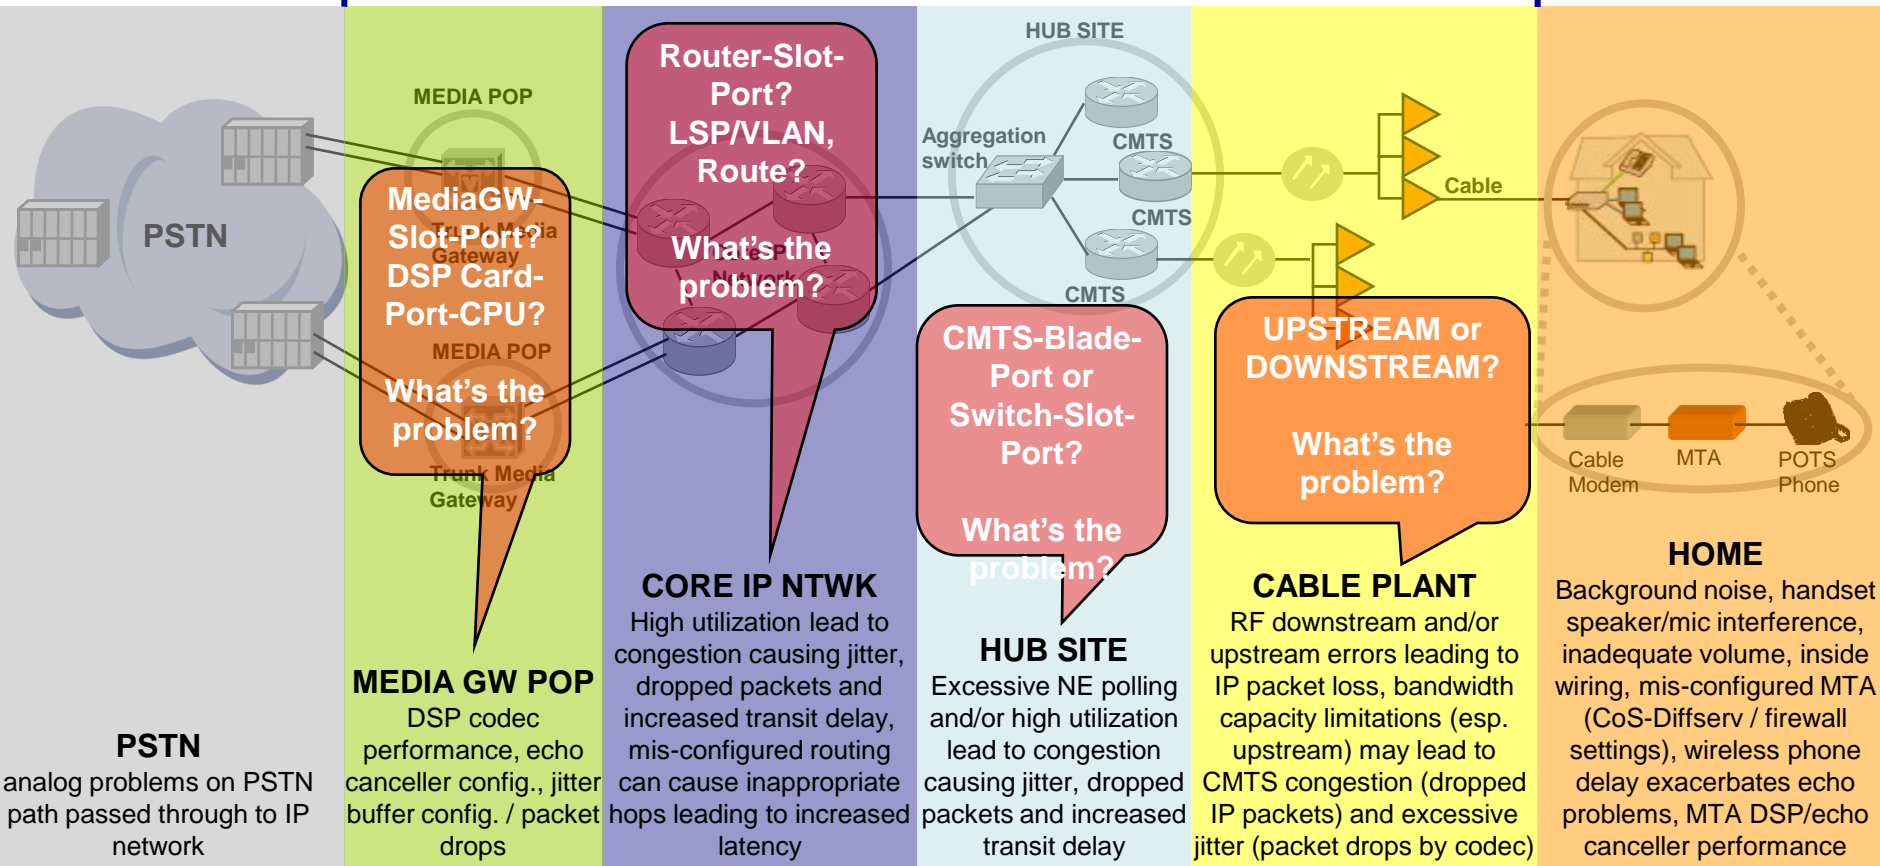 PSTN
MEDIA POP
Trunk Media
Gateway
MEDIA POP
Trunk Media
Gateway
MediaGW-
Slot-Port?
DSP Card-
Port-CPU?
What's the
problem?
Router-Slot-
Port?
LSP/VLAN,
Route?
What's the
problem?
Network
HUB SITE
Aggregation
switch
CMTS
CMTS
CMTS
CMTS-Blade-
Port or
Switch-Slot-
Port?
What's the
problem?
Cable
UPSTREAM or
DOWNSTREAM?
What's the
problem?
Cable
Modem
MTA
POTS
Phone
PSTN
analog problems on PSTN
path passed through to IP
network
MEDIA GW POP
DSP codec
performance, echo
canceller config., jitter
buffer config. / packet
drops
CORE IP NTWK
High utilization lead to
congestion causing jitter,
dropped packets and
increased transit delay,
mis-configured routing
can cause inappropriate
hops leading to increased
latency
HUB SITE
Excessive NE polling
and/or high utilization
lead to congestion
causing jitter, dropped
packets and increased
transit delay
CABLE PLANT
RF downstream and/or
upstream errors leading to
IP packet loss, bandwidth
capacity limitations (esp.
upstream) may lead to
CMTS congestion (dropped
IP packets) and excessive
jitter (packet drops by codec)
HOME
Background noise, handset
speaker/mic interference,
inadequate volume, inside
wiring, mis-configured MTA
(CoS-Diffserv / firewall
settings), wireless phone
delay exacerbates echo
problems, MTA DSP/echo
canceller performance